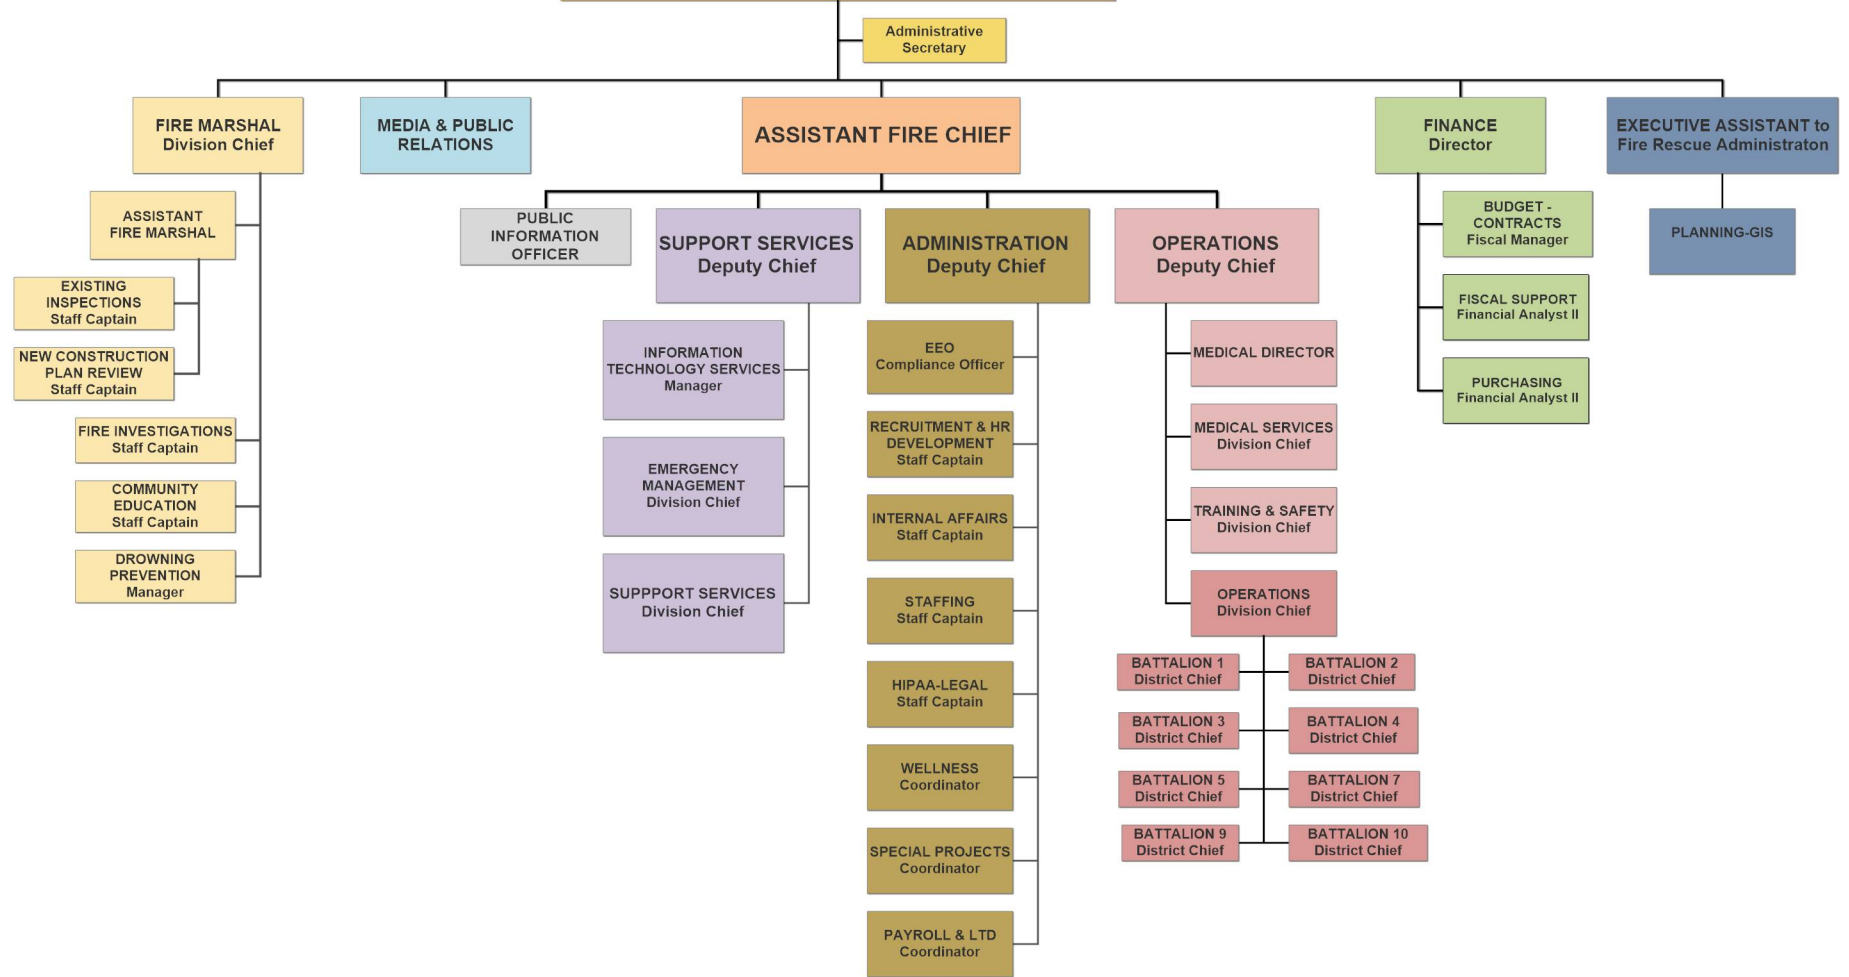 Administrative
Secretary
FIRE MARSHAL
Division Chief
MEDIA & PUBLIC
RELATIONS
ASSISTANT FIRE CHIEF
FINANCE
Director
EXECUTIVE ASSISTANT to
Fire Rescue Administraton
ASSISTANT
FIRE MARSHAL
EXISTING
INSPECTIONS
Staff Captain
NEW CONSTRUCTION
PLAN REVIEW
Staff Captain
FIRE INVESTIGATIONS
Staff Captain
COMMUNITY
EDUCATION
Staff Captain
DROWNING
PREVENTION
Manager
PUBLIC
INFORMATION
OFFICER
SUPPORT SERVICES
Deputy Chief
INFORMATION
TECHNOLOGY SERVICES
Manager
EMERGENCY
MANAGEMENT
Division Chief
SUPPPORT SERVICES
Division Chief
ADMINISTRATION
Deputy Chief
EEO
Compliance Officer
RECRUITMENT & HR
DEVELOPMENT
Staff Captain
INTERNAL AFFAIRS
Staff Captain
STAFFING
Staff Captain
HIPAA-LEGAL
Staff Captain
WELLNESS
Coordinator
SPECIAL PROJECTS
Coordinator
PAYROLL & LTD
Coordinator
OPERATIONS
Deputy Chief
MEDICAL DIRECTOR
MEDICAL SERVICES
Division Chief
TRAINING & SAFETY
Division Chief
OPERATIONS
Division Chief
BATTALION 1
District Chief
BATTALION 2
District Chief
BATTALION 3
District Chief
BATTALION 4
District Chief
BATTALION 5
District Chief
BATTALION 7
District Chief
BATTALION 9
District Chief
BATTALION 10
District Chief
BUDGET -
CONTRACTS
Fiscal Manager
FISCAL SUPPORT
Financial Analyst II
PURCHASING
Financial Analyst II
PLANNING-GIS